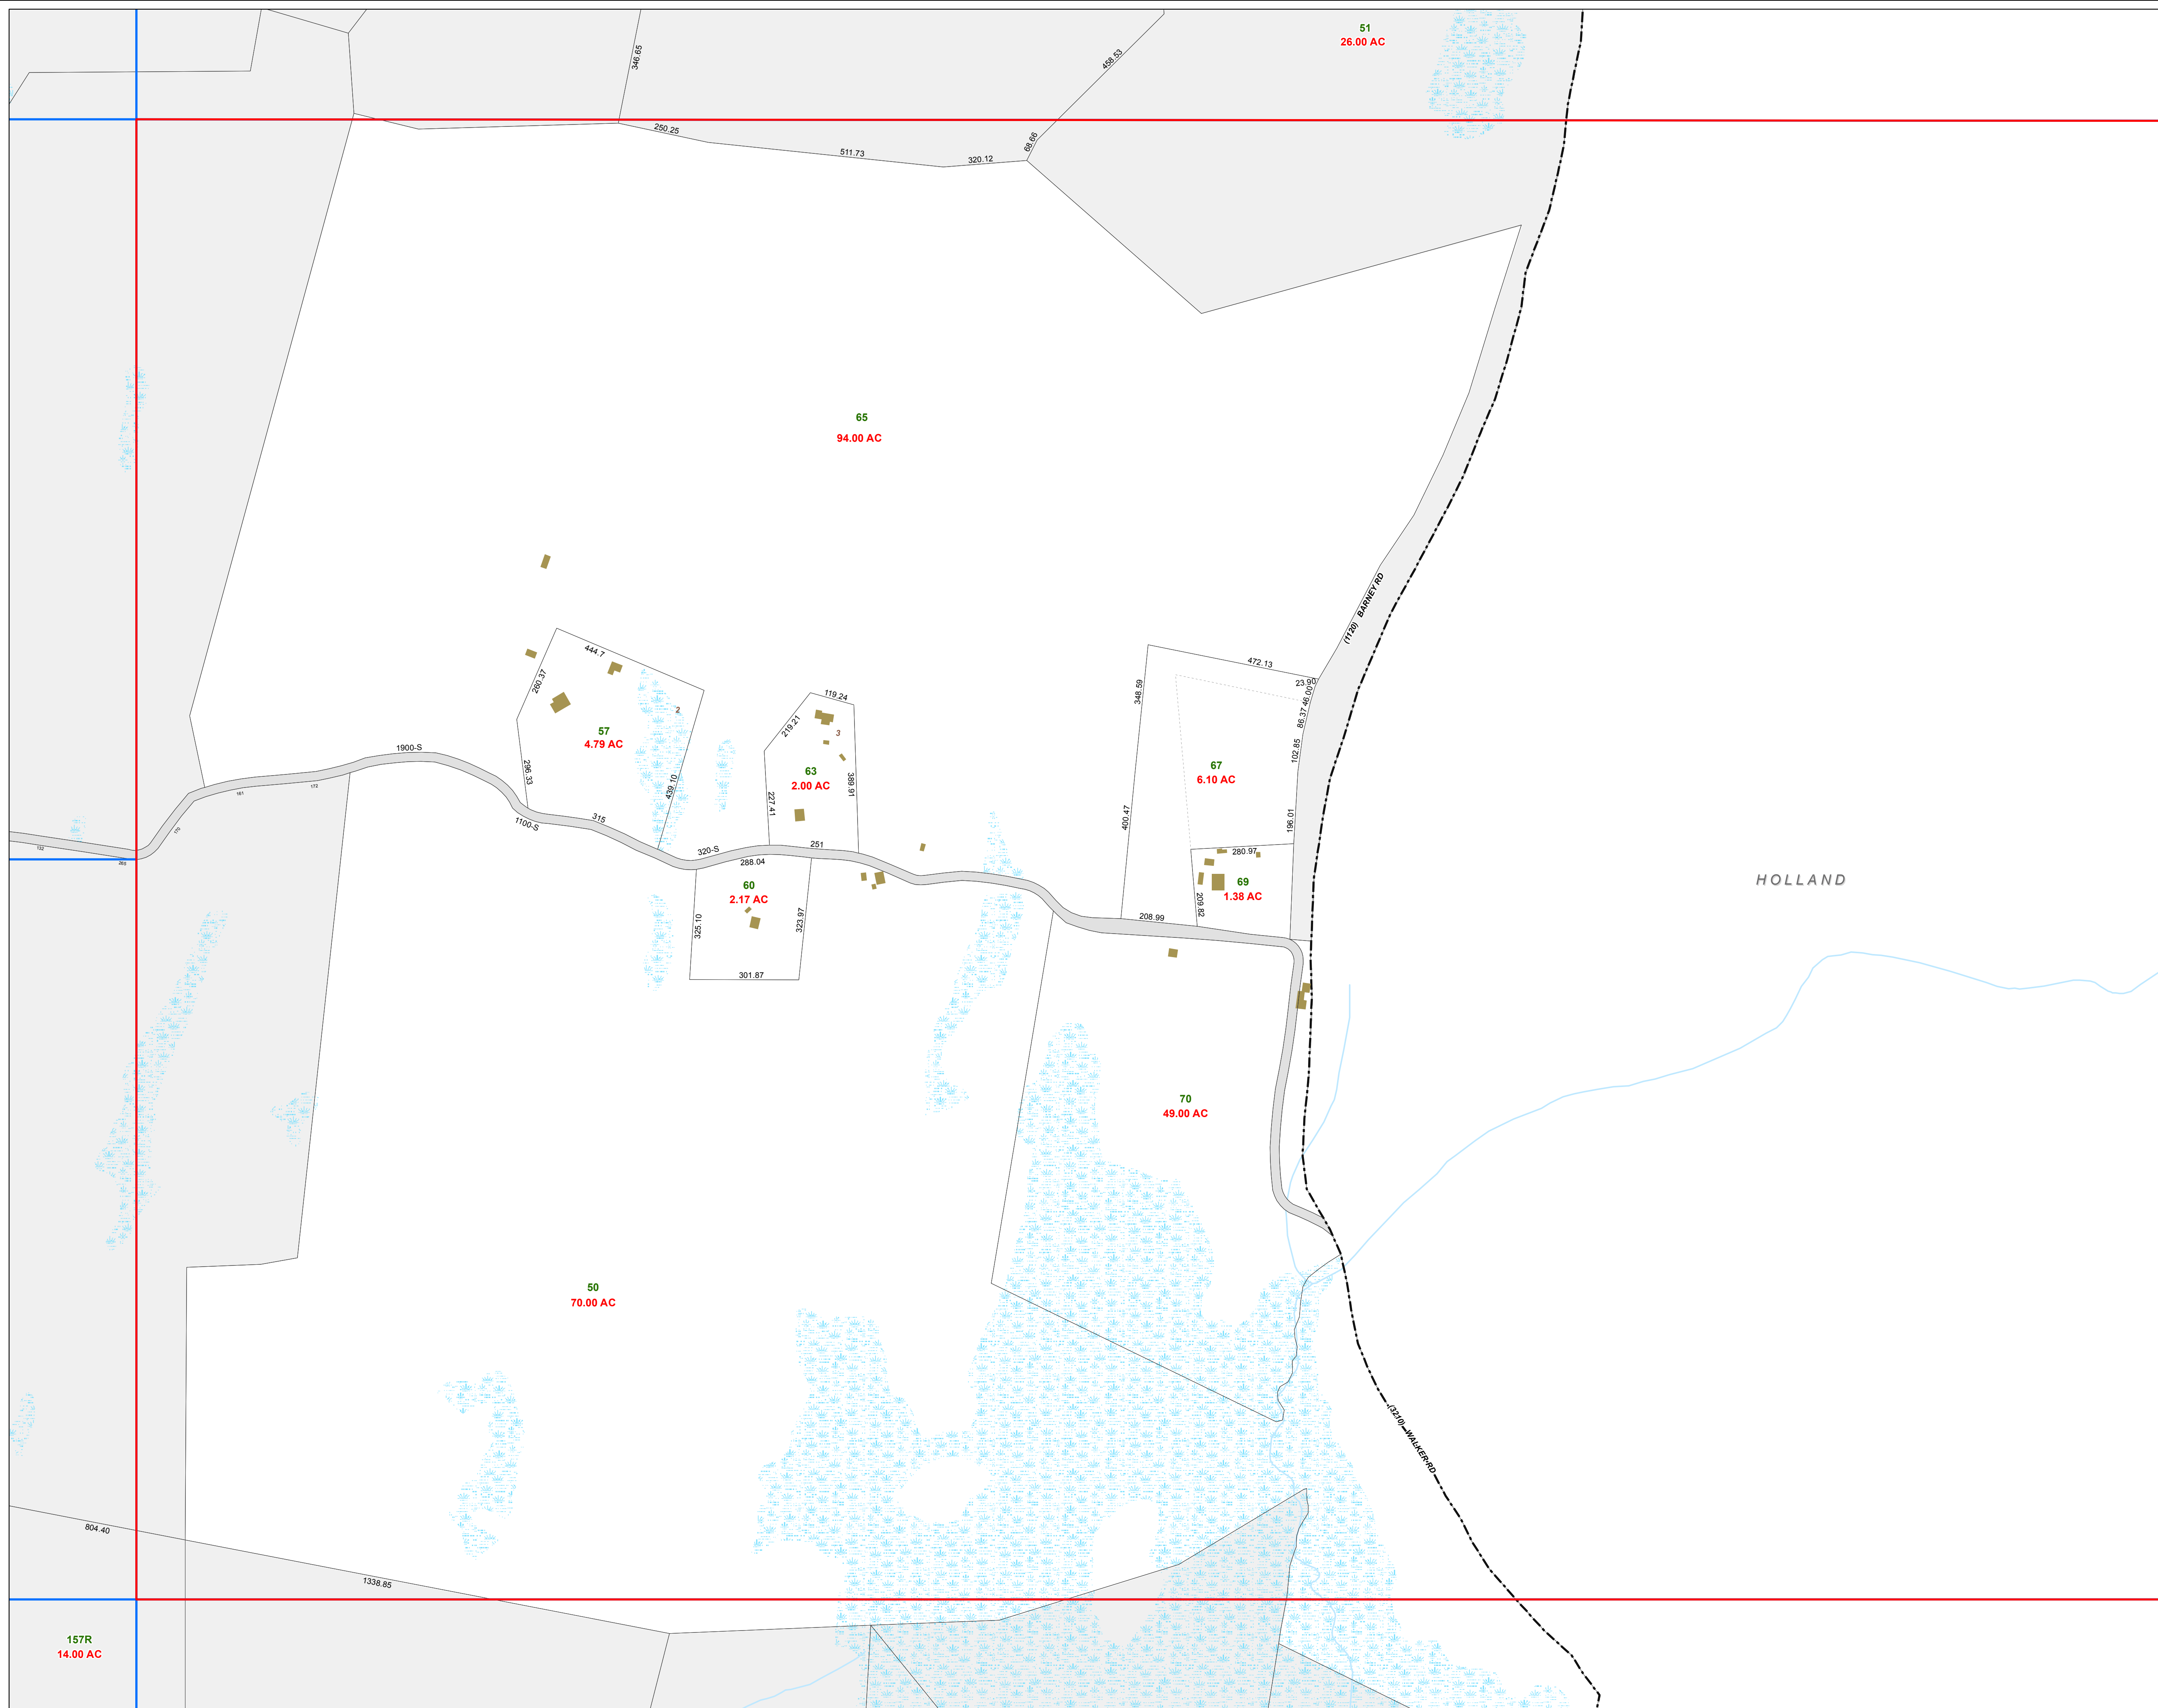 51
26.00 AC
346.65
458.53
68.66
250.25
511.73
320.12
65
94.00 AC
(1120) BARNEY RD
444.7
260.37
2
57
4.79 AC
296.33
439.10
119.24
219.21
3
63
2.00 AC
389.91
227.41
472.13
23.90
46.00
86.37
348.59
102.85
67
6.10 AC
400.47
196.01
1900-S
161
172
170
132
265
1100-S
315
320-S
251
288.04
280.97
60
2.17 AC
69
1.38 AC
209.82
325.10
323.97
208.99
301.87
HOLLAND
70
49.00 AC
50
70.00 AC
(3210) WALKER RD
804.40
1338.85
157R
14.00 AC